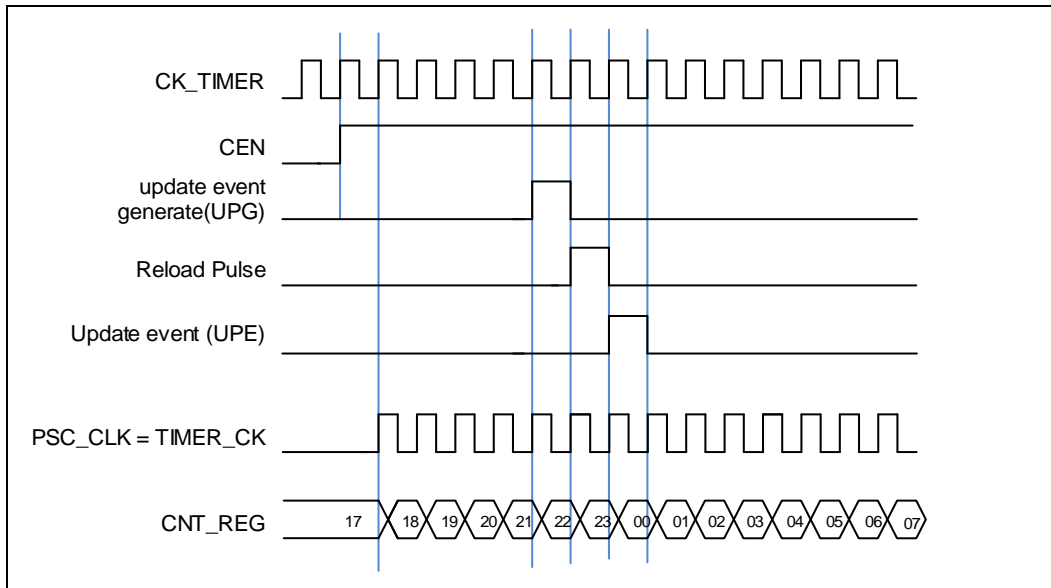 CK_TIMER
CEN
update event
generate(UPG)
Reload Pulse
Update event (UPE)
PSC_CLK = TIMER_CK
CNT_REG 17 18 19 20 21 22 23 00 01 02 03 04 05 06 07